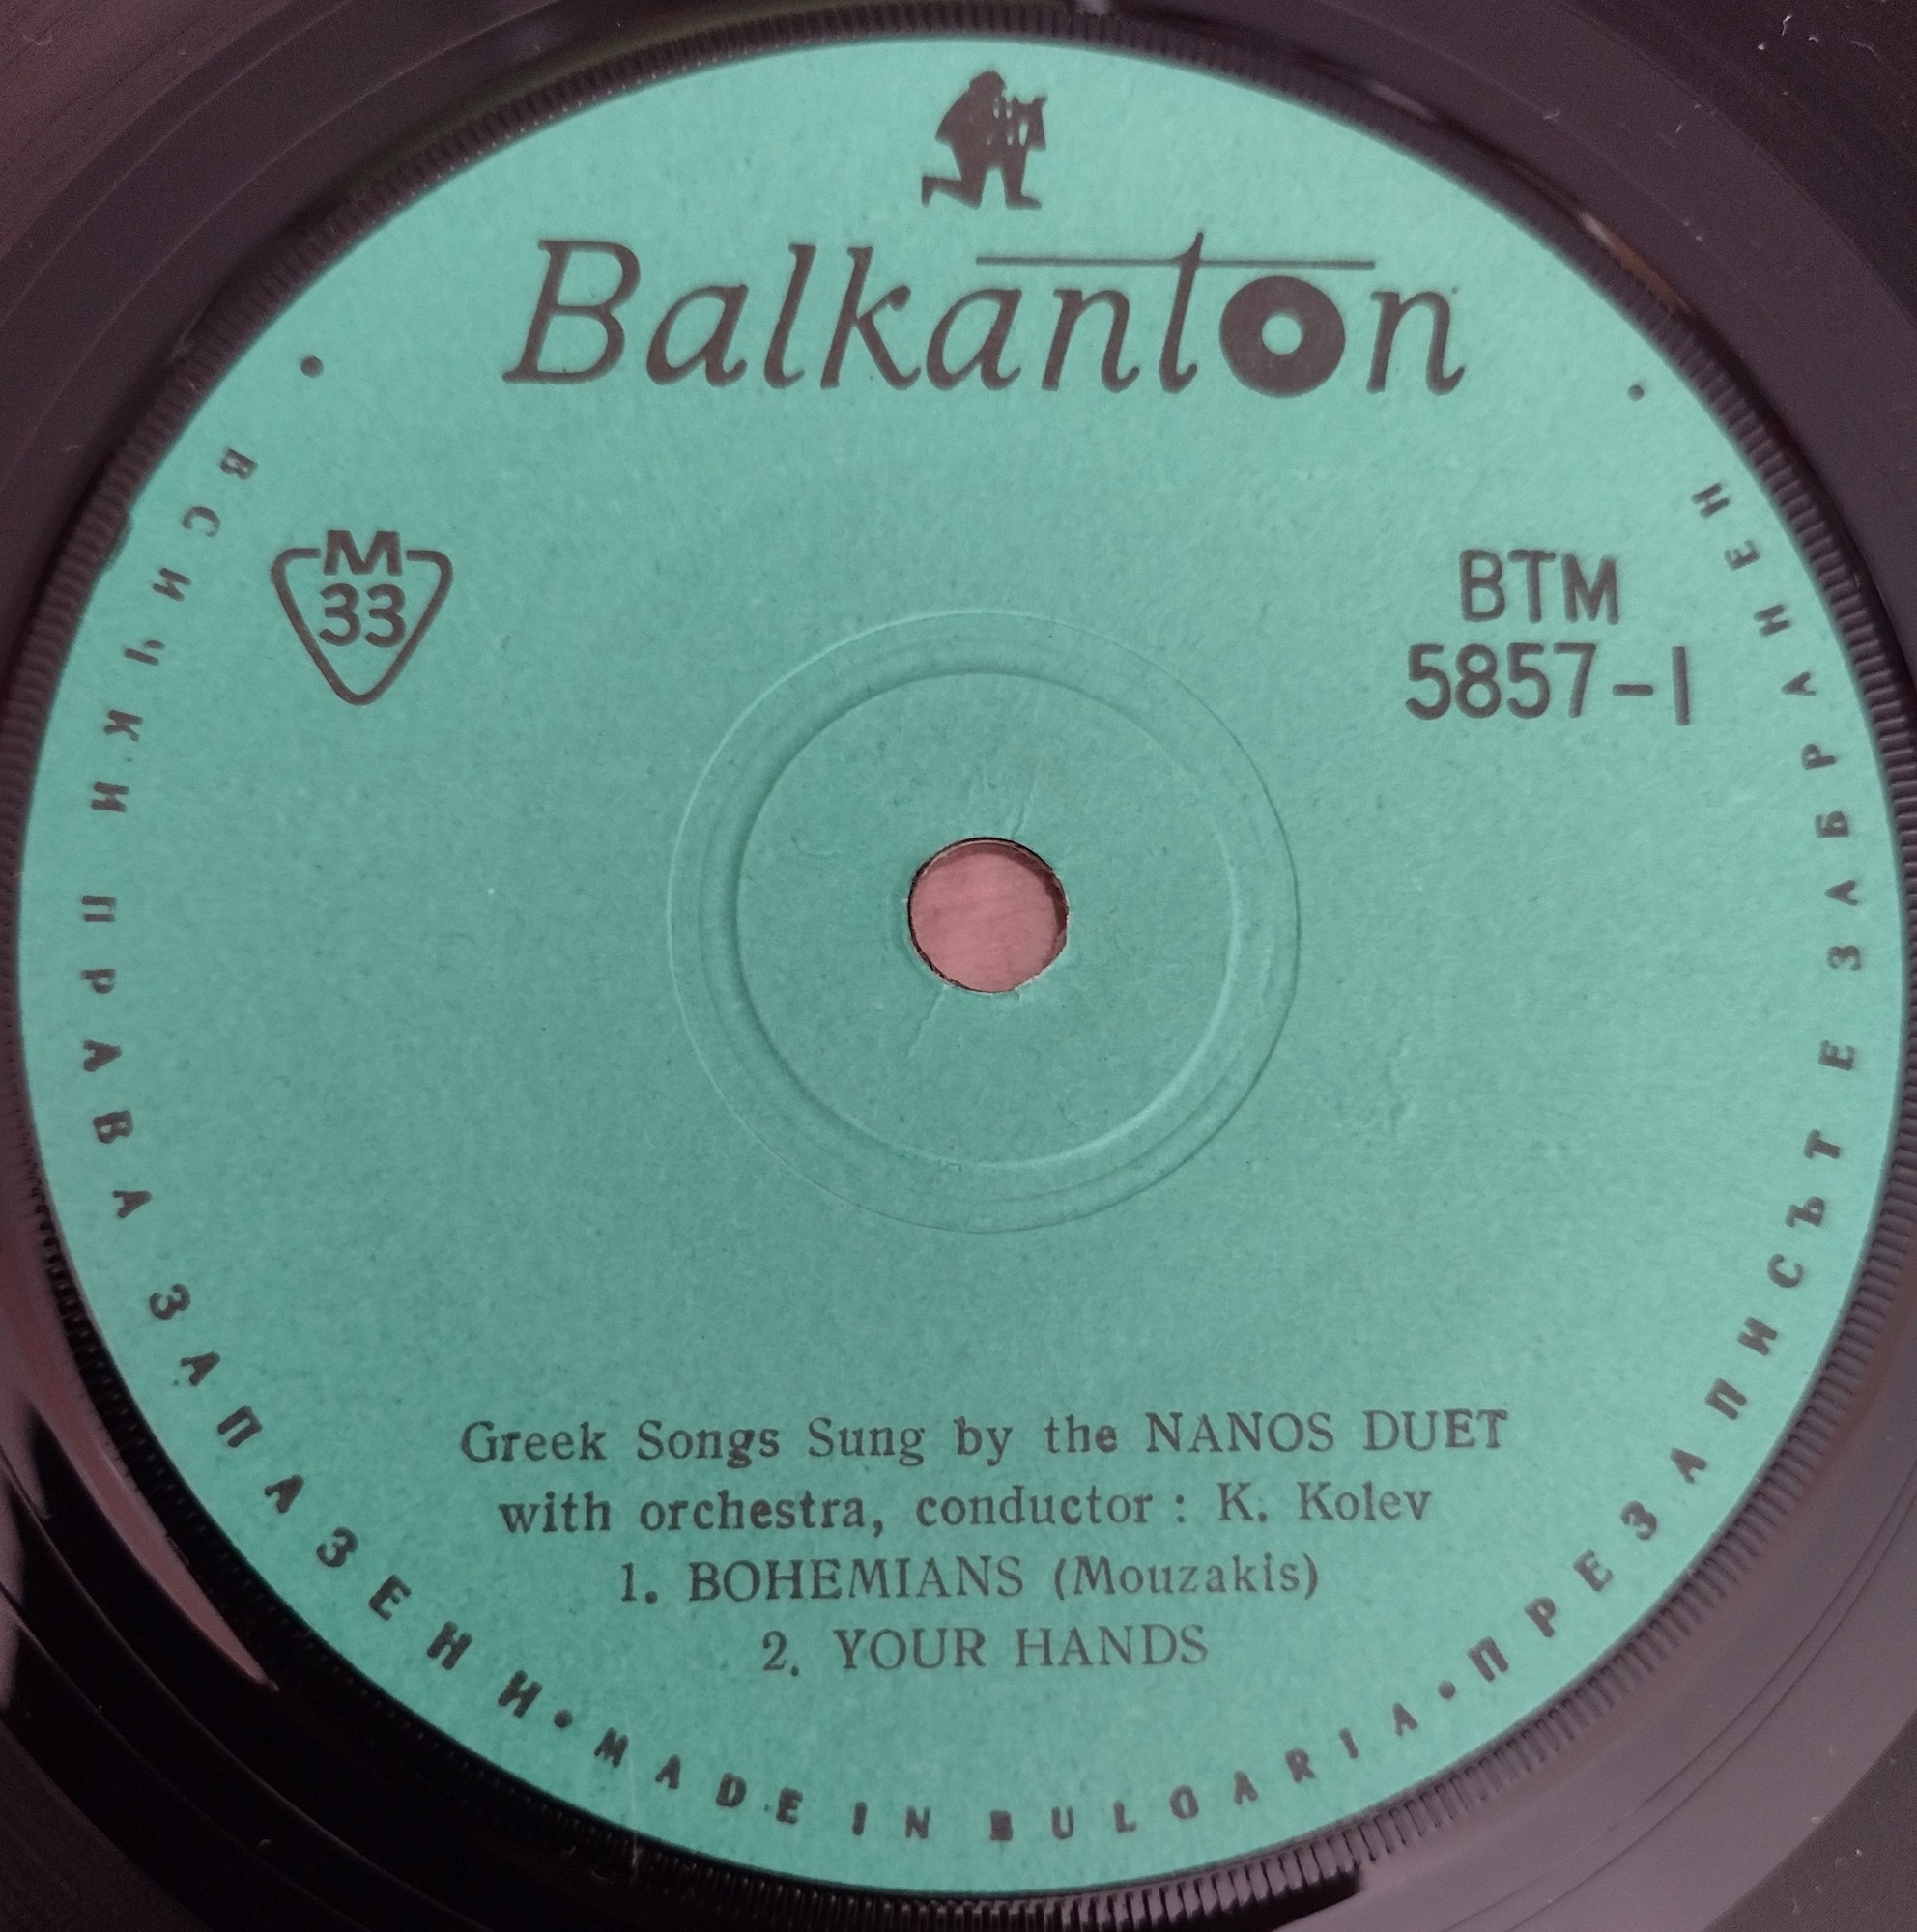 Balkanton
M
33
BTM
5857-1
Greek Songs Sung by the NANOS DUET
with orchestra, conductor : K. Kolev
1. BOHEMIANS (Mouzakis)
2. YOUR HANDS
• ВСИЧКИ ПРАВА ЗАПАЗЕНИ • MADE IN BULGARIA • ПРЕЗАПИСЪТ Е ЗАБРАНЕН •